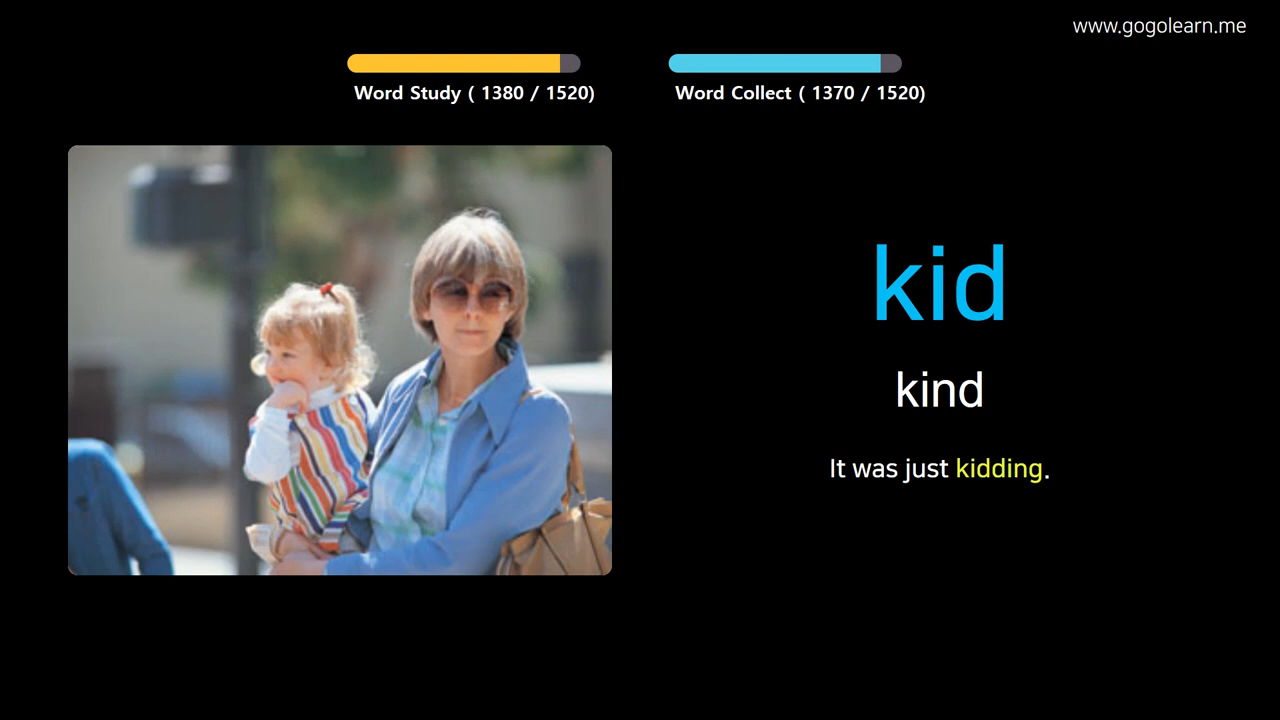 www.gogolearn.me
Word Study ( 1380 / 1520)
Word Collect ( 1370 / 1520)
kid
kind
It was just kidding.